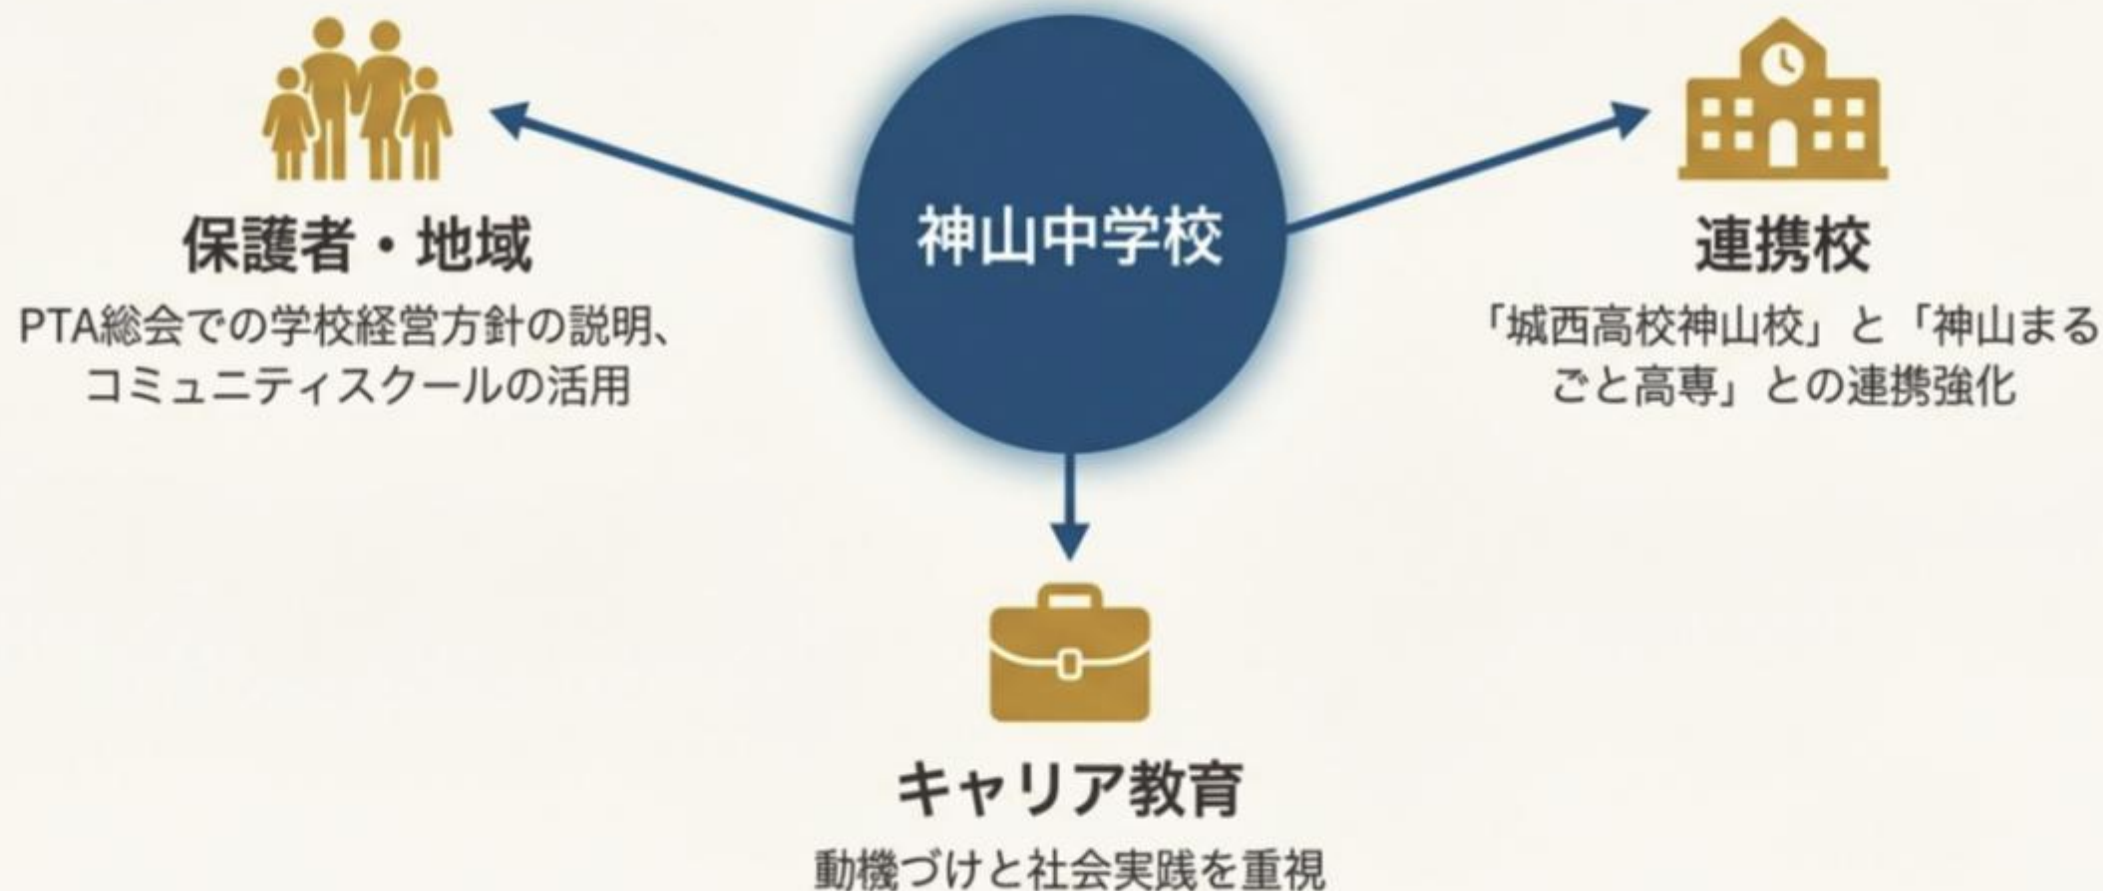 神山中学校
保護者・地域
PTA総会での学校経営方針の説明、
コミュニティスクールの活用
連携校
「城西高校神山校」と「神山まる
ごと高専」との連携強化
キャリア教育
動機づけと社会実践を重視